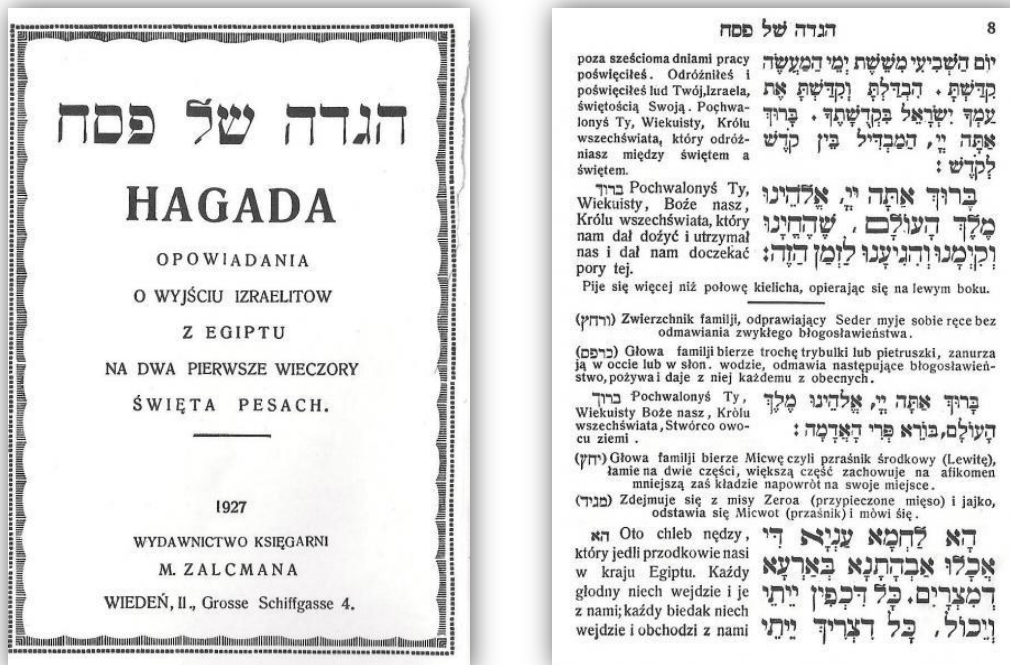 הגדה של פסח
HAGADA
OPOWIADANIA
O WYJŚCIU IZRAELITOW
Z EGIPTU
NA DWA PIERWSZE WIECZORY
ŚWIĘTA PESACH.
1927
WYDAWNICTWO KSIĘGARNI
M. ZALCMANA
WIEDEŃ, II., Grosse Schiffgasse 4.
הגדה של פסח 8
יוֹם הַשְּׁבִיעִי מִשֵּׁשֶׁת יְמֵי הַמַּעֲשֶׂה
קִדַּשְׁתָּ. הִבְדַּלְתָּ וְקִדַּשְׁתָּ אֶת
עַמְּךָ יִשְׂרָאֵל בִּקְדֻשָּׁתֶךָ. בָּרוּךְ
אַתָּה יְיָ, הַמַּבְדִּיל בֵּין קֹדֶשׁ
לְקֹדֶשׁ:
poza sześcioma dniami pracy
poświęciłeś. Odróżniłeś i
poświęciłeś lud Twój,Izraela,
świętością Swoją. Pochwa-
lonyś Ty, Wiekuisty, Królu
wszechświata, który odróż-
niasz między świętem a
świętem.
בָּרוּךְ אַתָּה יְיָ, אֱלֹהֵינוּ
מֶלֶךְ הָעוֹלָם, שֶׁהֶחֱיָנוּ
וְקִיְּמָנוּ וְהִגִּיעָנוּ לַזְּמַן הַזֶּה:
ברוך Pochwalonyś Ty,
Wiekuisty, Boże nasz,
Królu wszechświata, który
nam dał dożyć i utrzymał
nas i dał nam doczekać
pory tej.
Pije się więcej niż połowę kielicha, opierając się na lewym boku.
(ורחץ) Zwierzchnik familji, odprawiający Seder myje sobie ręce bez
odmawiania zwykłego błogosławieństwa.
(כרפס) Głowa familji bierze trochę trybulki lub pietruszki, zanurza
ją w occie lub w słon. wodzie, odmawia następujące błogosławień-
stwo, pożywa i daje z niej każdemu z obecnych.
בָּרוּךְ אַתָּה יְיָ, אֱלֹהֵינוּ מֶלֶךְ
הָעוֹלָם, בּוֹרֵא פְּרִי הָאֲדָמָה:
ברוך Pochwalonyś Ty,
Wiekuisty Boże nasz, Królu
wszechświata, Stwórco owo-
cu ziemi.
(יחץ) Głowa familji bierze Micwę czyli pzraśnik środkowy (Lewitę),
łamie na dwie części, większą część zachowuje na afikomen
mniejszą zaś kładzie napowròt na swoje miejsce.
(מגיד) Zdejmuje się z misy Zeroa (przypieczone mięso) i jajko,
odstawia się Micwot (przaśnik) i mówi śię.
הָא לַחְמָא עַנְיָא דִּי
אֲכָלוּ אַבְהָתָנָא בְּאַרְעָא
דְמִצְרָיִם. כָּל דִּכְפִין יֵיתֵי
וְיֵכוֹל, כָּל דִּצְרִיךְ יֵיתֵי
הא Oto chleb nędzy,
który jedli przodkowie nasi
w kraju Egiptu. Każdy
głodny niech wejdzie i je
z nami; każdy biedak niech
wejdzie i obchodzi z nami